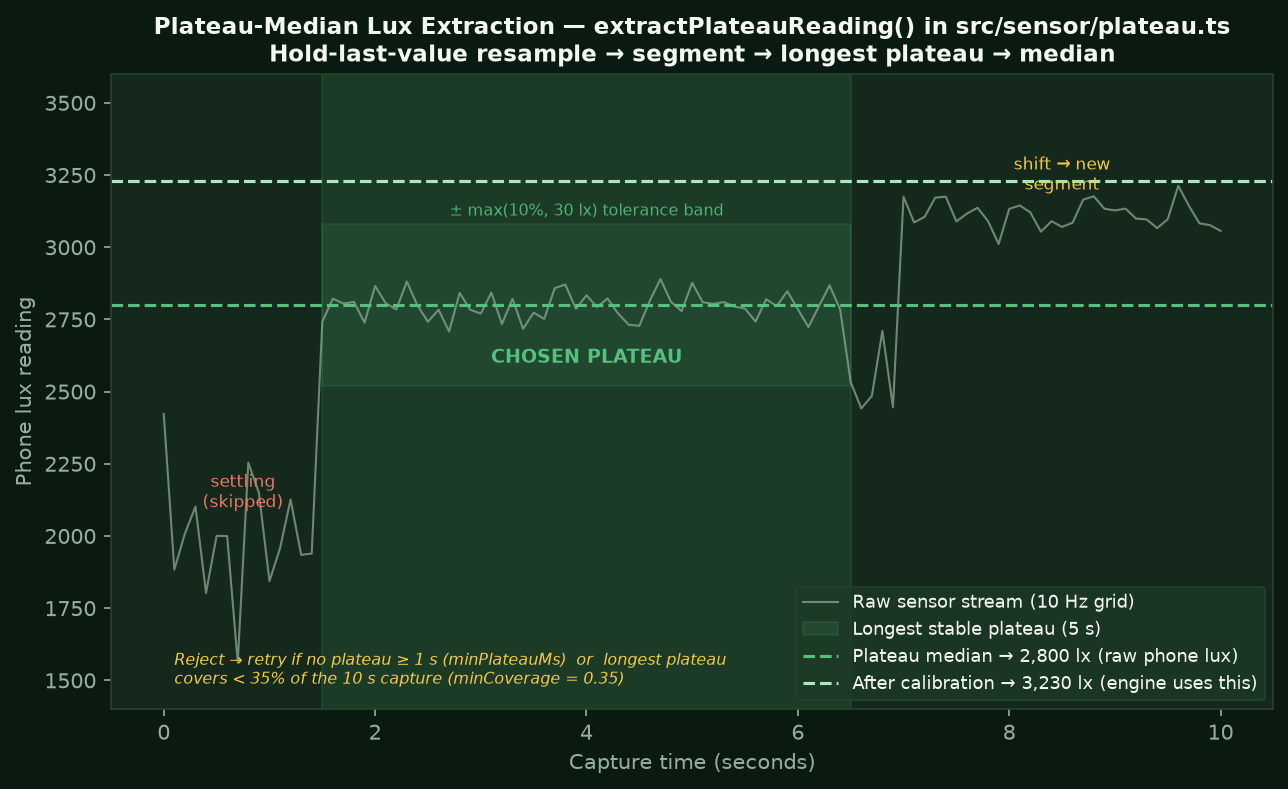 Plateau-Median Lux Extraction — extractPlateauReading() in src/sensor/plateau.ts
Hold-last-value resample → segment → longest plateau → median
3500
3250
3000
2750
2500
2250
2000
1750
1500
Phone lux reading
shift → new
segment
± max(10%, 30 lx) tolerance band
CHOSEN PLATEAU
settling
(skipped)
Reject → retry if no plateau ≥ 1 s (minPlateauMs)  or  longest plateau
covers < 35% of the 10 s capture (minCoverage = 0.35)
Raw sensor stream (10 Hz grid)
Longest stable plateau (5 s)
Plateau median → 2,800 lx (raw phone lux)
After calibration → 3,230 lx (engine uses this)
0 2 4 6 8 10
Capture time (seconds)